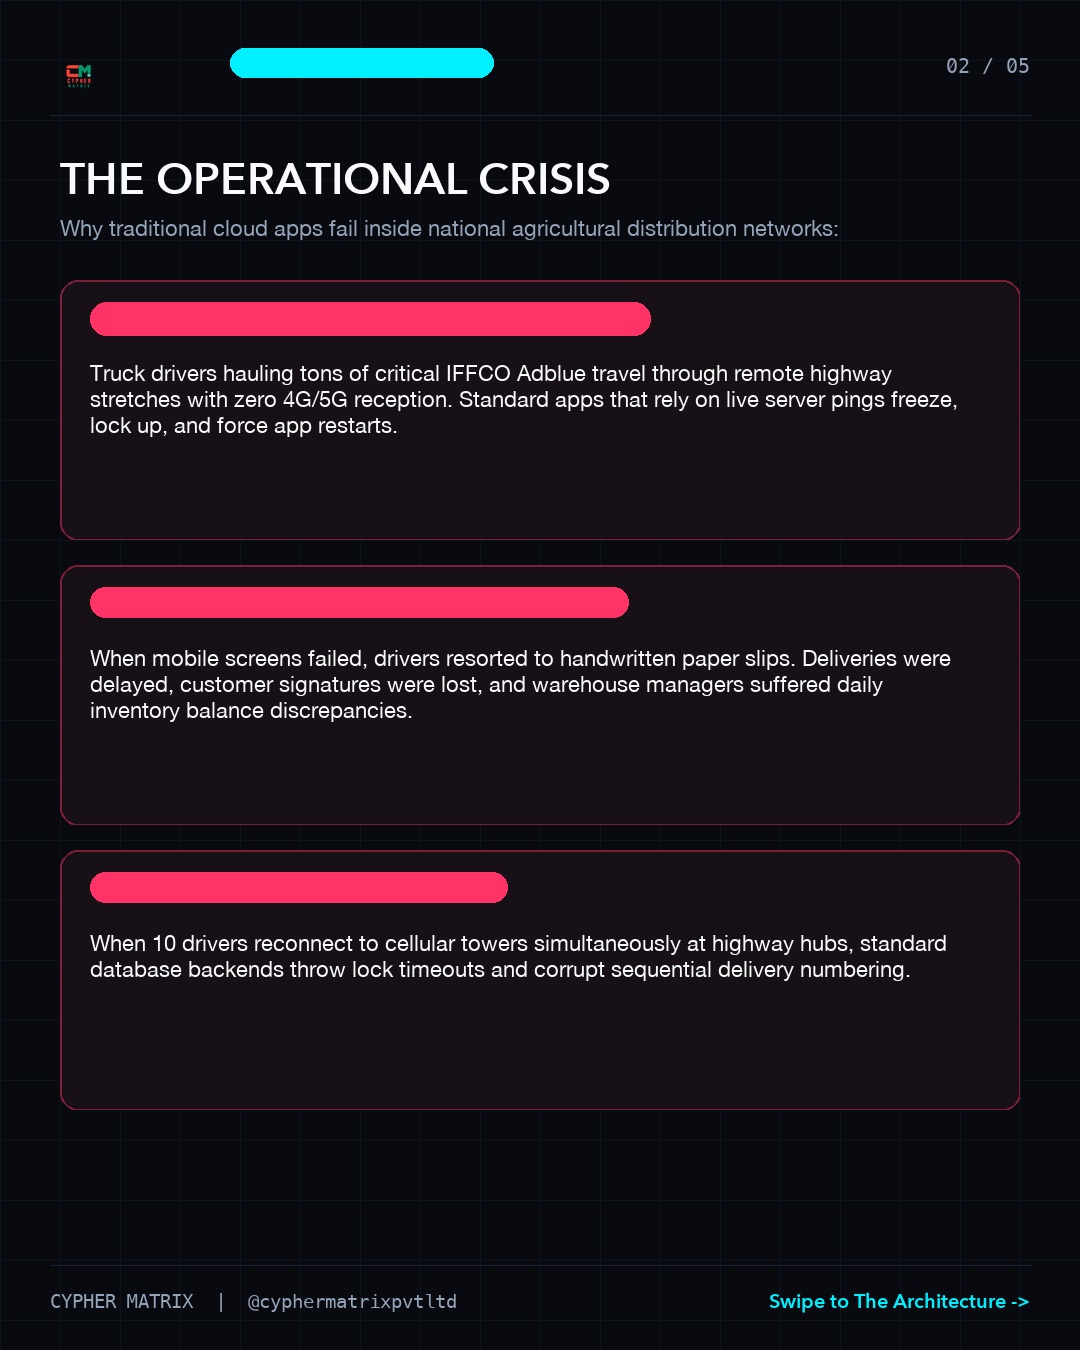 CM
CYPHER
MATRIX
02 / 05
THE OPERATIONAL CRISIS
Why traditional cloud apps fail inside national agricultural distribution networks:
Truck drivers hauling tons of critical IFFCO Adblue travel through remote highway
stretches with zero 4G/5G reception. Standard apps that rely on live server pings freeze,
lock up, and force app restarts.
When mobile screens failed, drivers resorted to handwritten paper slips. Deliveries were
delayed, customer signatures were lost, and warehouse managers suffered daily
inventory balance discrepancies.
When 10 drivers reconnect to cellular towers simultaneously at highway hubs, standard
database backends throw lock timeouts and corrupt sequential delivery numbering.
CYPHER MATRIX | @cyphermatrixpvtltd
Swipe to The Architecture ->